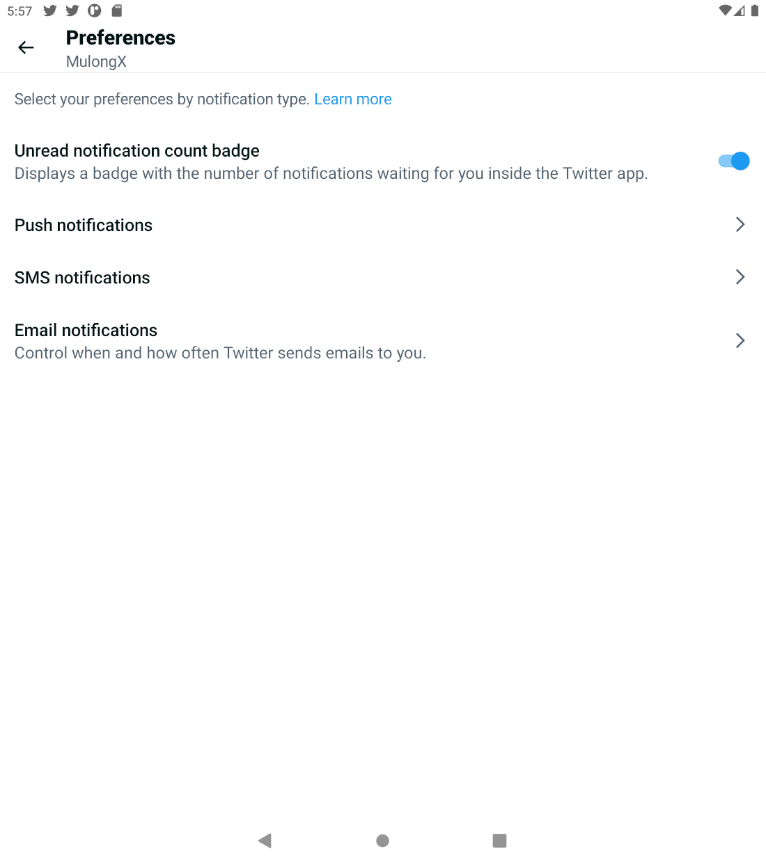 5:57
Preferences
MulongX
Select your preferences by notification type. Learn more
Unread notification count badge
Displays a badge with the number of notifications waiting for you inside the Twitter app.
Push notifications
SMS notifications
Email notifications
Control when and how often Twitter sends emails to you.